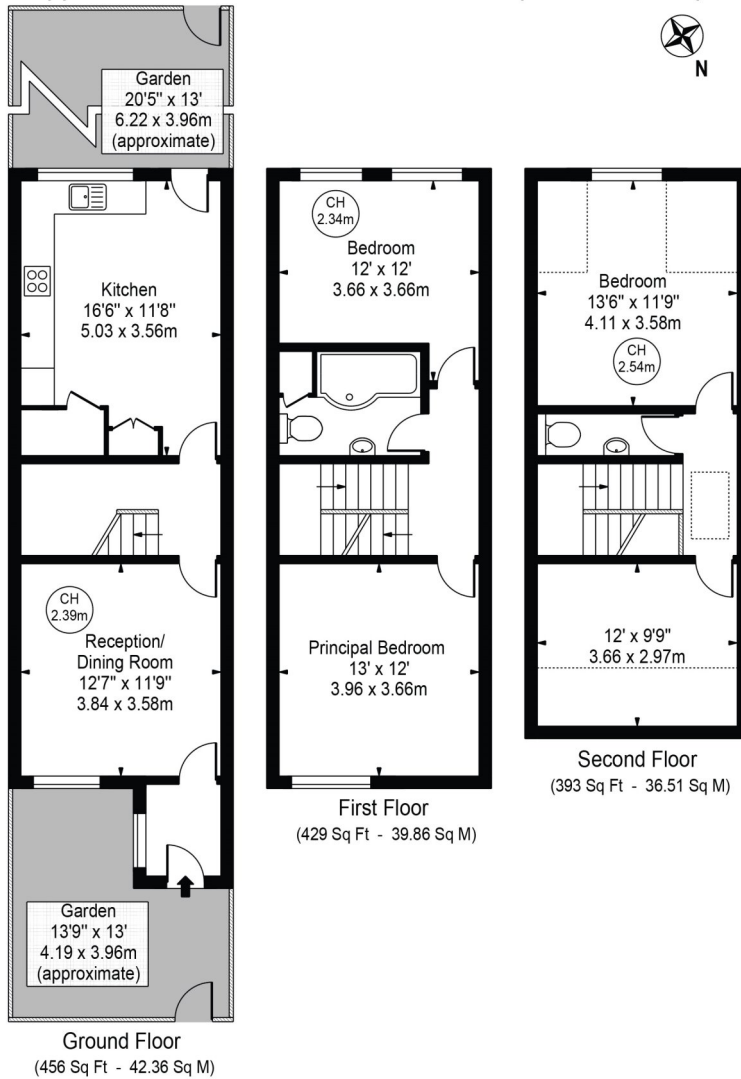 N
Garden
20'5" x 13'
6.22 x 3.96m
(approximate)
Kitchen
16'6" x 11'8"
5.03 x 3.56m
CH
2.39m
Reception/
Dining Room
12'7" x 11'9"
3.84 x 3.58m
Garden
13'9" x 13'
4.19 x 3.96m
(approximate)
Ground Floor
(456 Sq Ft - 42.36 Sq M)
CH
2.34m
Bedroom
12' x 12'
3.66 x 3.66m
Principal Bedroom
13' x 12'
3.96 x 3.66m
First Floor
(429 Sq Ft - 39.86 Sq M)
Bedroom
13'6" x 11'9"
4.11 x 3.58m
CH
2.54m
12' x 9'9"
3.66 x 2.97m
Second Floor
(393 Sq Ft - 36.51 Sq M)